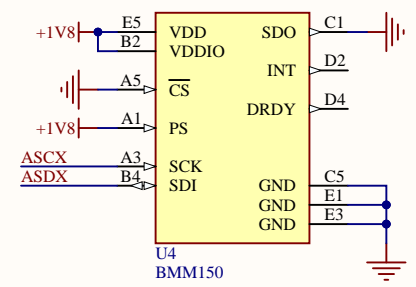 +1V8 E5 VDD SDO C1
B2 VDDIO
INT D2
A5 CS
DRDY D4
+1V8 A1 PS
ASCX A3 SCK
ASDX B4 SDI GND C5
GND E1
GND E3
U4
BMM150